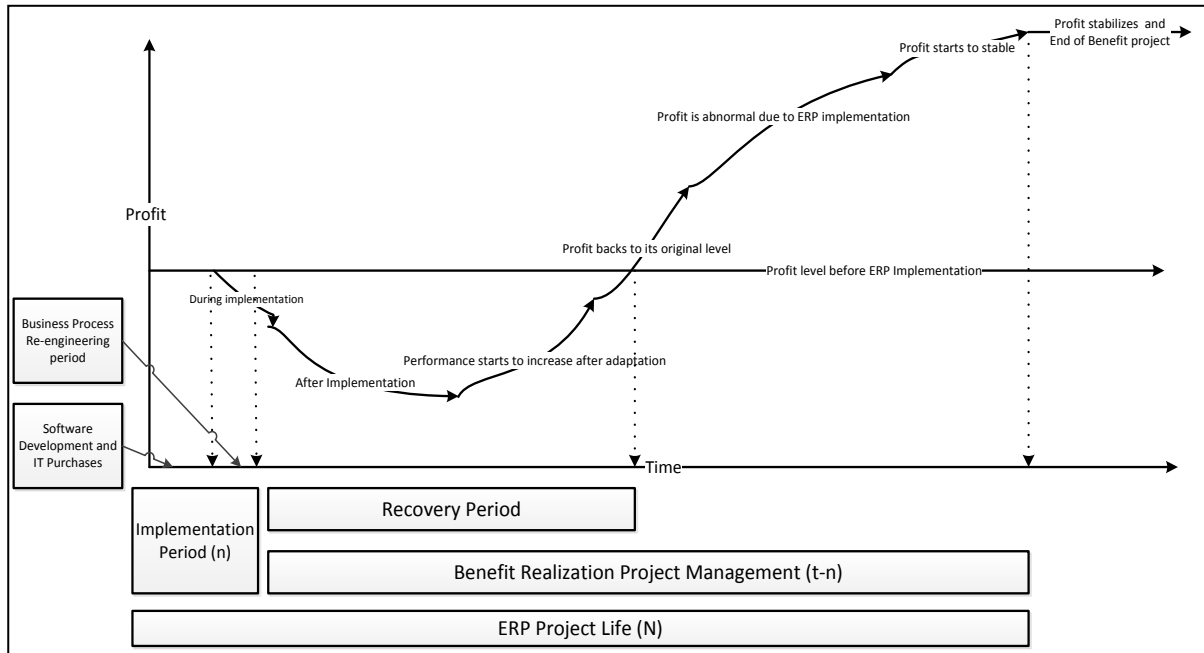 Profit stabilizes and
End of Benefit project
Profit starts to stable
Profit is abnormal due to ERP implementation
Profit
Profit backs to its original level
Profit level before ERP Implementation
During implementation
Business Process
Re-engineering
period
Performance starts to increase after adaptation
After Implementation
Software
Development and
IT Purchases
Time
Implementation
Period (n)
Recovery Period
Benefit Realization Project Management (t-n)
ERP Project Life (N)